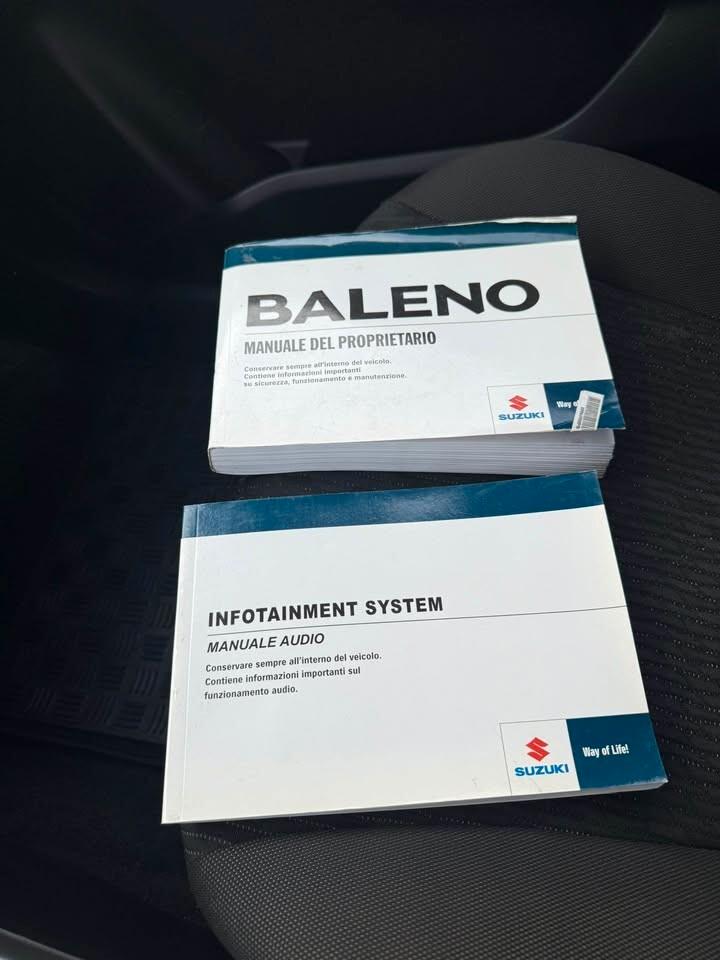 BALENO
MANUALE DEL PROPRIETARIO
Conservare sempre all'interno del veicolo.
Contiene informazioni importanti
su sicurezza, funzionamento e manutenzione.
SUZUKI
Way
INFOTAINMENT SYSTEM
MANUALE AUDIO
Conservare sempre all'interno del veicolo.
Contiene informazioni importanti sul
funzionamento audio.
SUZUKI
Way of Life!